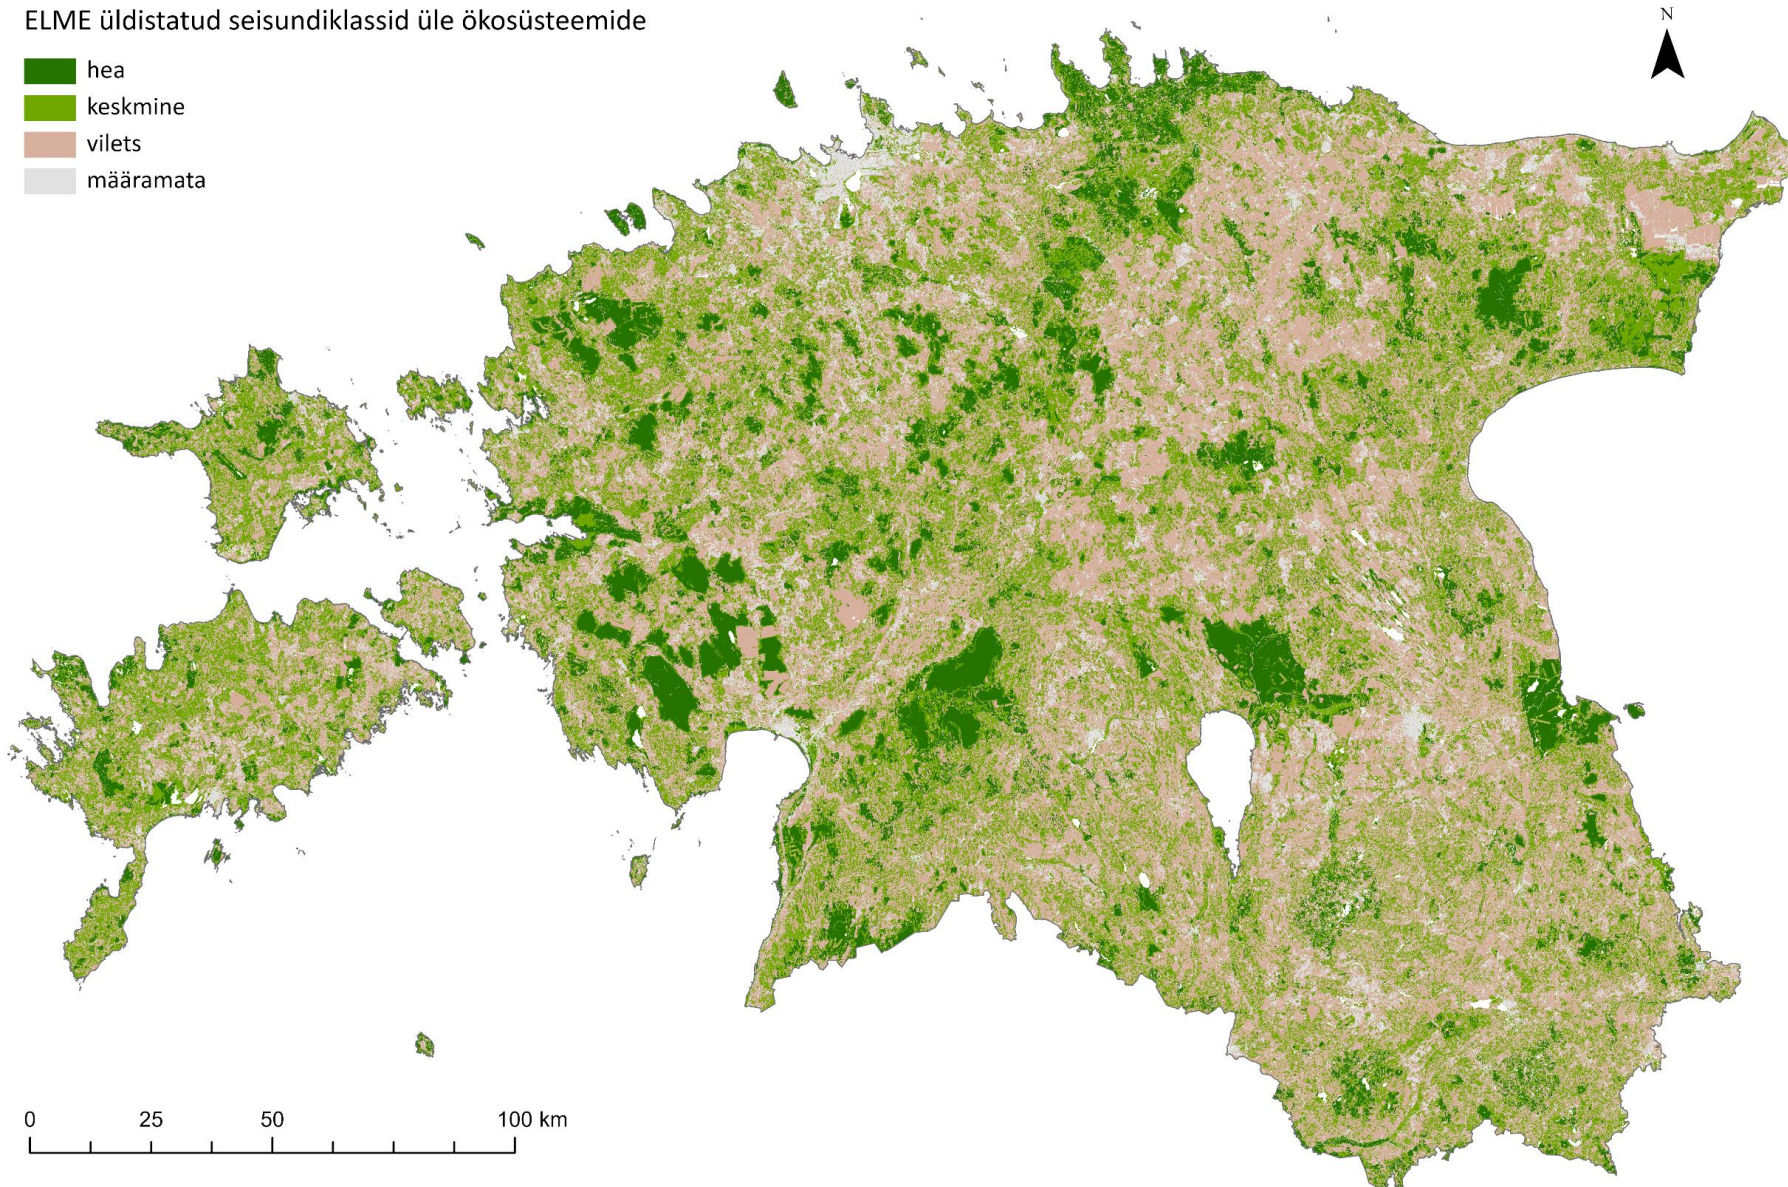 ELME üldistatud seisundiklassid üle ökosüsteemide
hea
keskmine
vilets
määramata
N
0 25 50 100 km